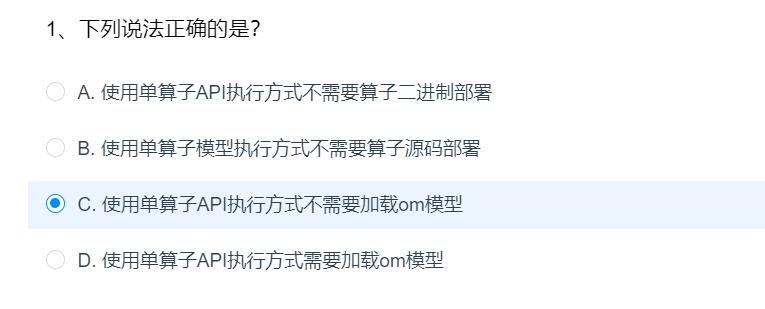 1、下列说法正确的是?
A. 使用单算子API执行方式不需要算子二进制部署
B. 使用单算子模型执行方式不需要算子源码部署
C. 使用单算子API执行方式不需要加载om模型
D. 使用单算子API执行方式需要加载om模型